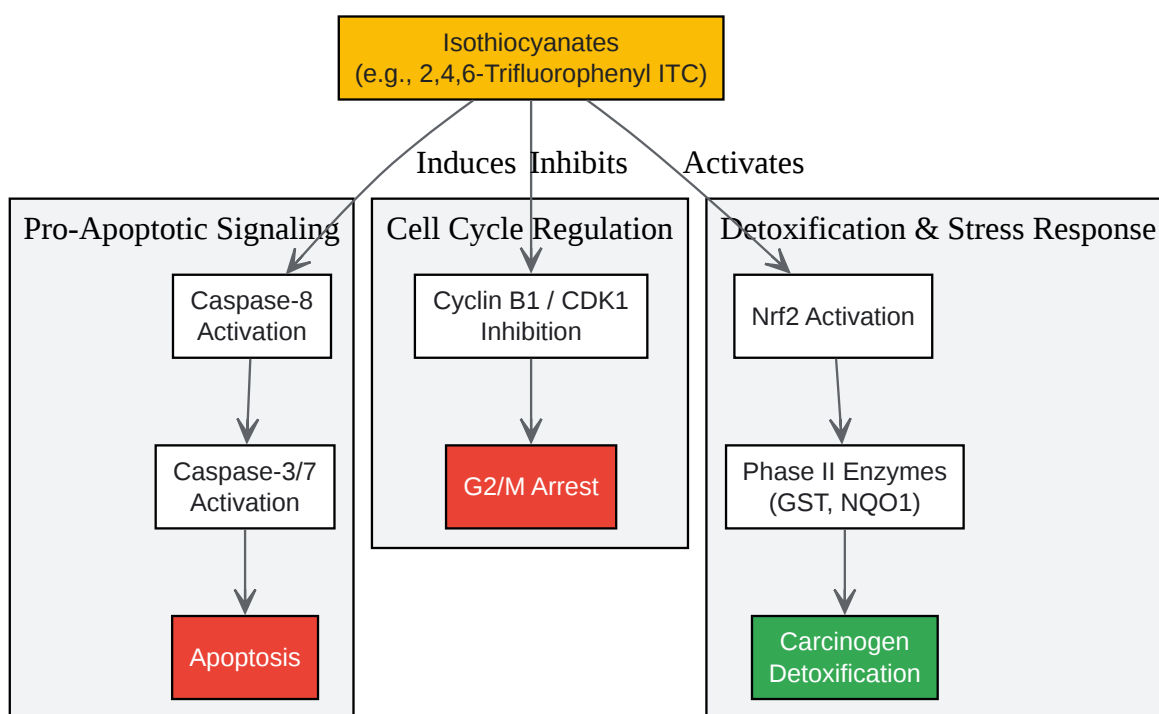 Isothiocyanates
(e.g., 2,4,6-Trifluorophenyl ITC)
Induces
Inhibits
Activates
Pro-Apoptotic Signaling
Caspase-8
Activation
Caspase-3/7
Activation
Apoptosis
Cell Cycle Regulation
Cyclin B1 / CDK1
Inhibition
G2/M Arrest
Detoxification & Stress Response
Nrf2 Activation
Phase II Enzymes
(GST, NQO1)
Carcinogen
Detoxification